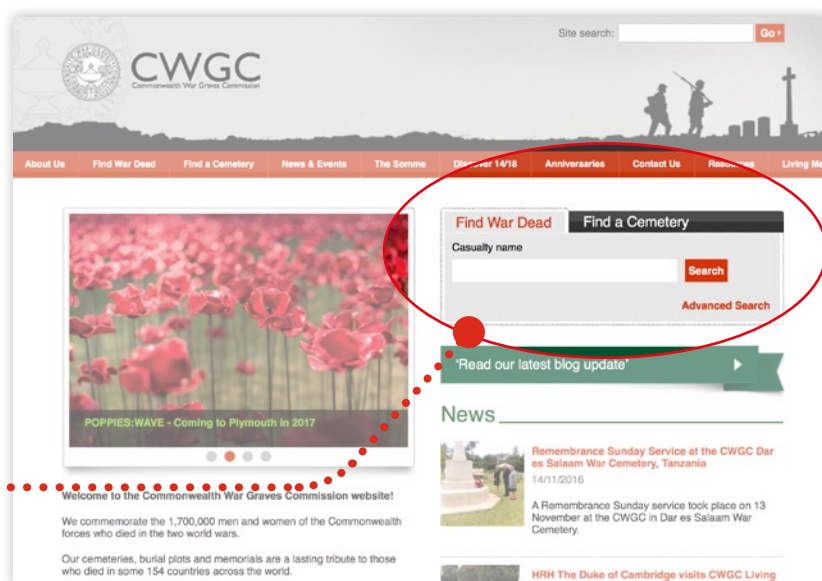 Site search:
Go
CWGC
Commonwealth War Graves Commission
About Us Find War Dead Find a Cemetery News & Events The Somme Discover 14/18 Anniversaries Contact Us Resources Living Me
Find War Dead Find a Cemetery
Casualty name
Search
Advanced Search
'Read our latest blog update'
POPPIES:WAVE - Coming to Plymouth in 2017
News
Remembrance Sunday Service at the CWGC Dar
es Salaam War Cemetery, Tanzania
14/11/2016
A Remembrance Sunday service took place on 13
November at the CWGC in Dar es Salaam War
Cemetery.
HRH The Duke of Cambridge visits CWGC Living
Welcome to the Commonwealth War Graves Commission website!
We commemorate the 1,700,000 men and women of the Commonwealth
forces who died in the two world wars.
Our cemeteries, burial plots and memorials are a lasting tribute to those
who died in some 154 countries across the world.